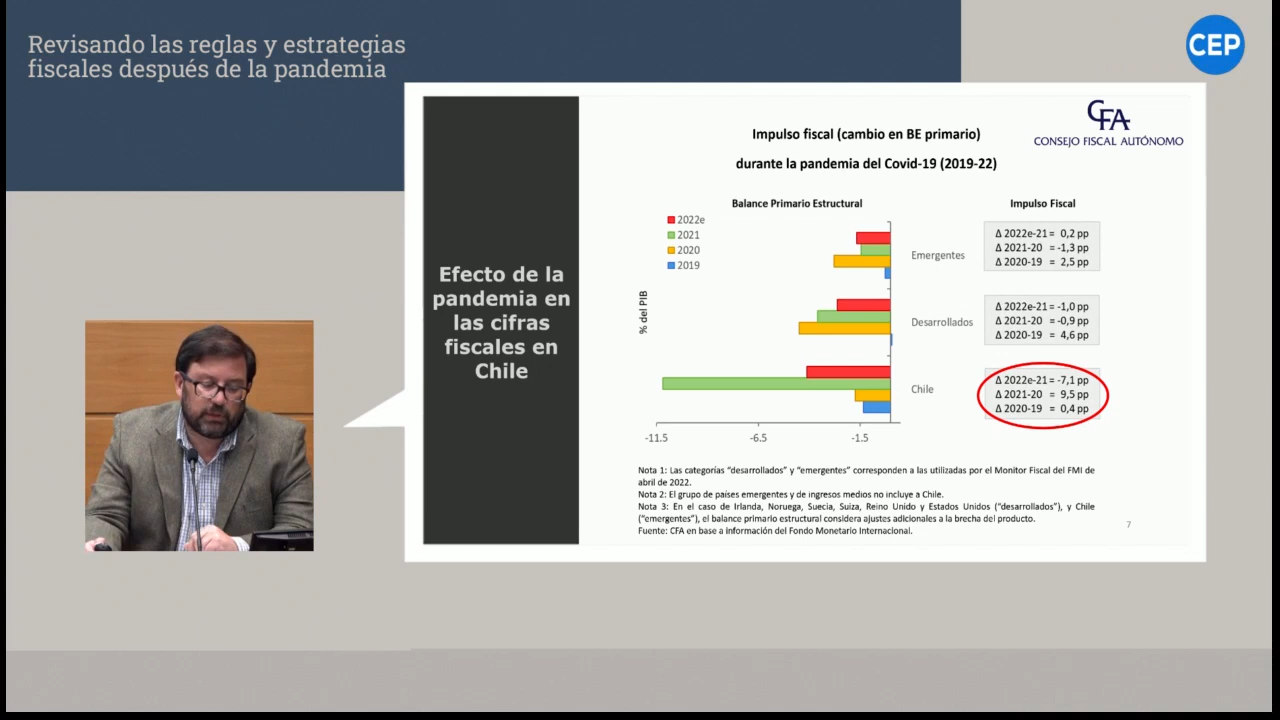 Revisando las reglas y estrategias
fiscales después de la pandemia
CEP
CFA
CONSEJO FISCAL AUTÓNOMO
Efecto de la
pandemia en
las cifras
fiscales en
Chile
Impulso fiscal (cambio en BE primario)
durante la pandemia del Covid-19 (2019-22)
Balance Primario Estructural
Impulso Fiscal
2022e
2021
2020
2019
% del PIB
Emergentes
Δ 2022e-21 = 0,2 pp
Δ 2021-20 = -1,3 pp
Δ 2020-19 = 2,5 pp
Desarrollados
Δ 2022e-21 = -1,0 pp
Δ 2021-20 = -0,9 pp
Δ 2020-19 = 4,6 pp
Chile
Δ 2022e-21 = -7,1 pp
Δ 2021-20 = 9,5 pp
Δ 2020-19 = 0,4 pp
-11.5 -6.5 -1.5
Nota 1: Las categorías “desarrollados” y “emergentes” corresponden a las utilizadas por el Monitor Fiscal del FMI de
abril de 2022.
Nota 2: El grupo de países emergentes y de ingresos medios no incluye a Chile.
Nota 3: En el caso de Irlanda, Noruega, Suecia, Suiza, Reino Unido y Estados Unidos (“desarrollados”), y Chile
(“emergentes”), el balance primario estructural considera ajustes adicionales a la brecha del producto.
Fuente: CFA en base a información del Fondo Monetario Internacional.
7